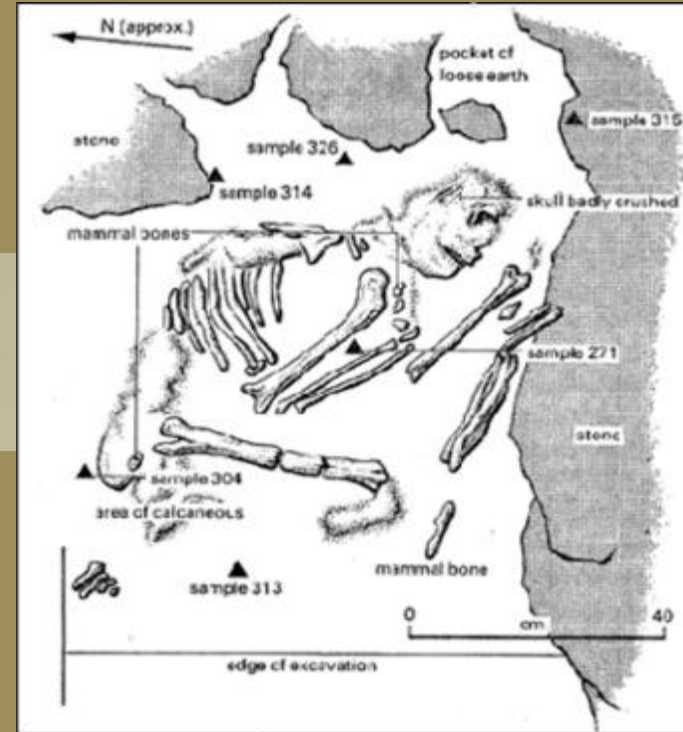 N (approx.)
pocket of
loose earth
stone
sample 326
sample 315
sample 314
skull badly crushed
mammal bones
sample 271
stone
sample 304
area of calcaneous
mammal bone
sample 313
0
40
cm
edge of excavation